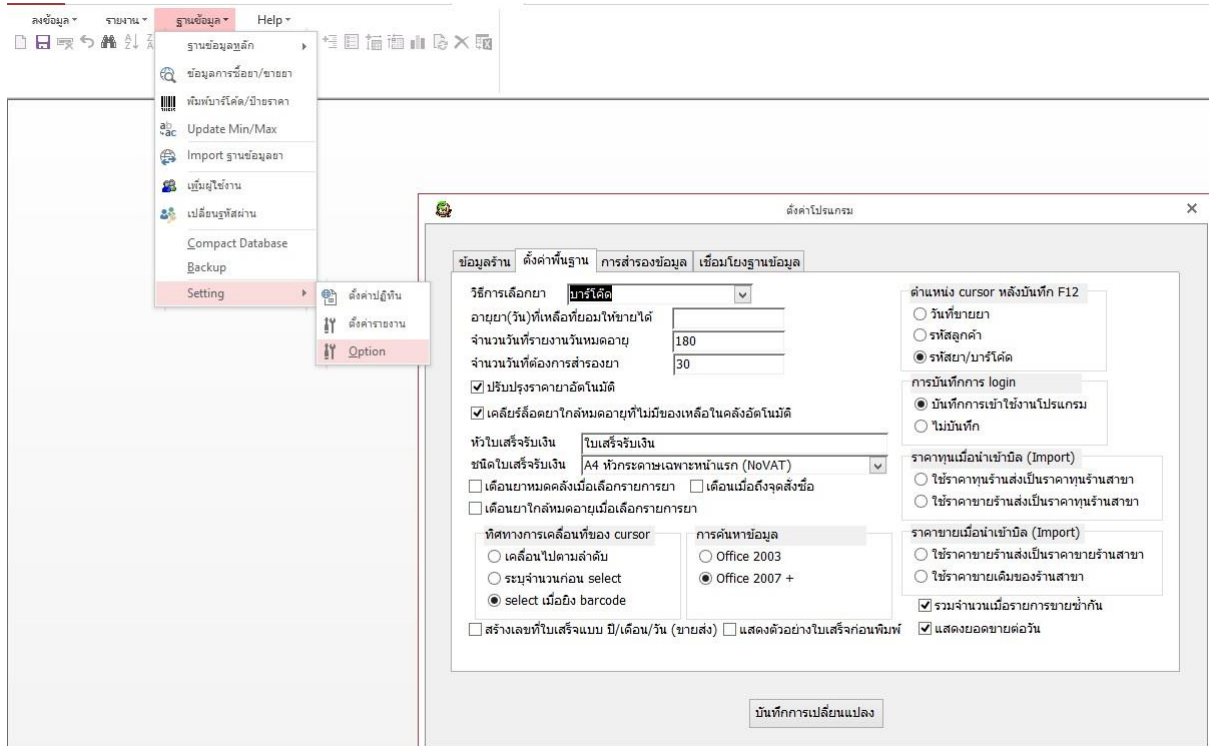 ลงข้อมูล รายงาน ฐานข้อมูล Help
ฐานข้อมูลหลัก
ข้อมูลการซื้อยา/ขายยา
พิมพ์บาร์โค้ด/ป้ายราคา
Update Min/Max
Import ฐานข้อมูลยา
เพิ่มผู้ใช้งาน
เปลี่ยนรหัสผ่าน
Compact Database
Backup
Setting
ตั้งค่าปฏิทิน
ตั้งค่ารายงาน
Option
ตั้งค่าโปรแกรม
ข้อมูลร้าน ตั้งค่าพื้นฐาน การสำรองข้อมูล เชื่อมโยงฐานข้อมูล
วิธีการเลือกยา บาร์โค๊ด
อายุยา(วัน)ที่เหลือที่ยอมให้ขายได้
จำนวนวันที่รายงานวันหมดอายุ 180
จำนวนวันที่ต้องการสำรองยา 30
ปรับปรุงราคายาอัตโนมัติ
เคลียร์ล็อตยาใกล้หมดอายุที่ไม่มีของเหลือในคลังอัตโนมัติ
หัวใบเสร็จรับเงิน ใบเสร็จรับเงิน
ชนิดใบเสร็จรับเงิน A4 หัวกระดาษเฉพาะหน้าแรก (NoVAT)
เตือนยาหมดคลังเมื่อเลือกรายการยา เตือนเมื่อถึงจุดสั่งซื้อ
เตือนยาใกล้หมดอายุเมื่อเลือกรายการยา
ทิศทางการเคลื่อนที่ของ cursor
เคลื่อนไปตามลำดับ
ระบุจำนวนก่อน select
select เมื่อยิง barcode
การค้นหาข้อมูล
Office 2003
Office 2007 +
สร้างเลขที่ใบเสร็จแบบ ปี/เดือน/วัน (ขายส่ง) แสดงตัวอย่างใบเสร็จก่อนพิมพ์
ตำแหน่ง cursor หลังบันทึก F12
วันที่ขายยา
รหัสลูกค้า
รหัสยา/บาร์โค้ด
การบันทึกการ login
บันทึกการเข้าใช้งานโปรแกรม
ไม่บันทึก
ราคาทุนเมื่อนำเข้าบิล (Import)
ใช้ราคาทุนร้านส่งเป็นราคาทุนร้านสาขา
ใช้ราคาขายร้านส่งเป็นราคาทุนร้านสาขา
ราคาขายเมื่อนำเข้าบิล (Import)
ใช้ราคาขายร้านส่งเป็นราคาขายร้านสาขา
ใช้ราคาขายเดิมของร้านสาขา
รวมจำนวนเมื่อรายการขายซ้ำกัน
แสดงยอดขายต่อวัน
บันทึกการเปลี่ยนแปลง